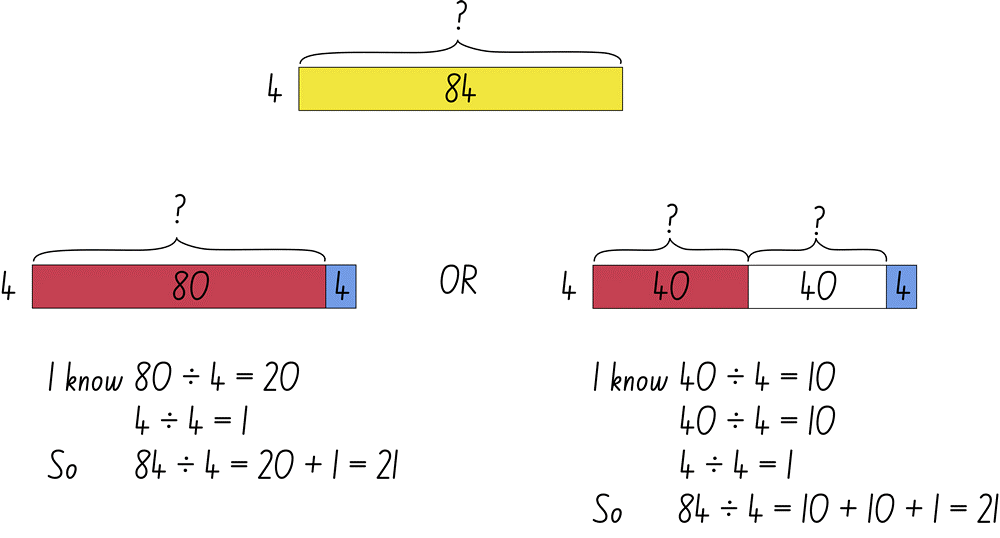 ?
4 84
?
4 80 4
OR
? ?
4 40 40 4
I know 80 ÷ 4 = 20
4 ÷ 4 = 1
So 84 ÷ 4 = 20 + 1 = 21
I know 40 ÷ 4 = 10
40 ÷ 4 = 10
4 ÷ 4 = 1
So 84 ÷ 4 = 10 + 10 + 1 = 21